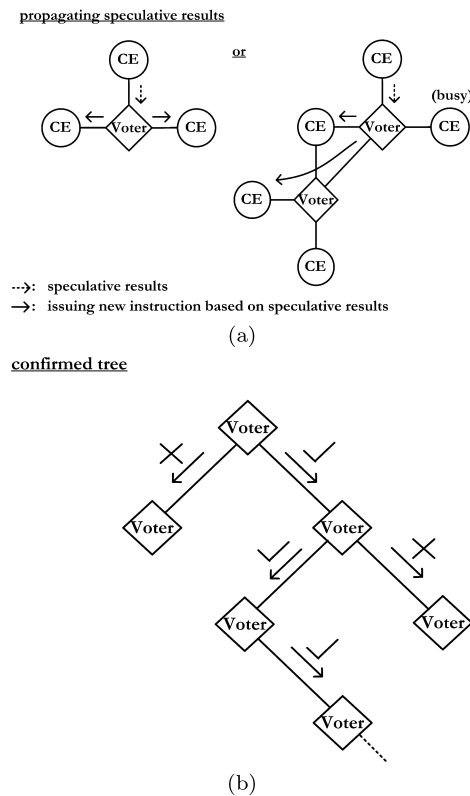 propagating speculative results
or
CE
CE
Voter
CE
CE
(busy)
CE
Voter
CE
CE
Voter
CE
: speculative results
: issuing new instruction based on speculative results
(a)
confirmed tree
Voter
Voter
Voter
Voter
Voter
Voter
(b)